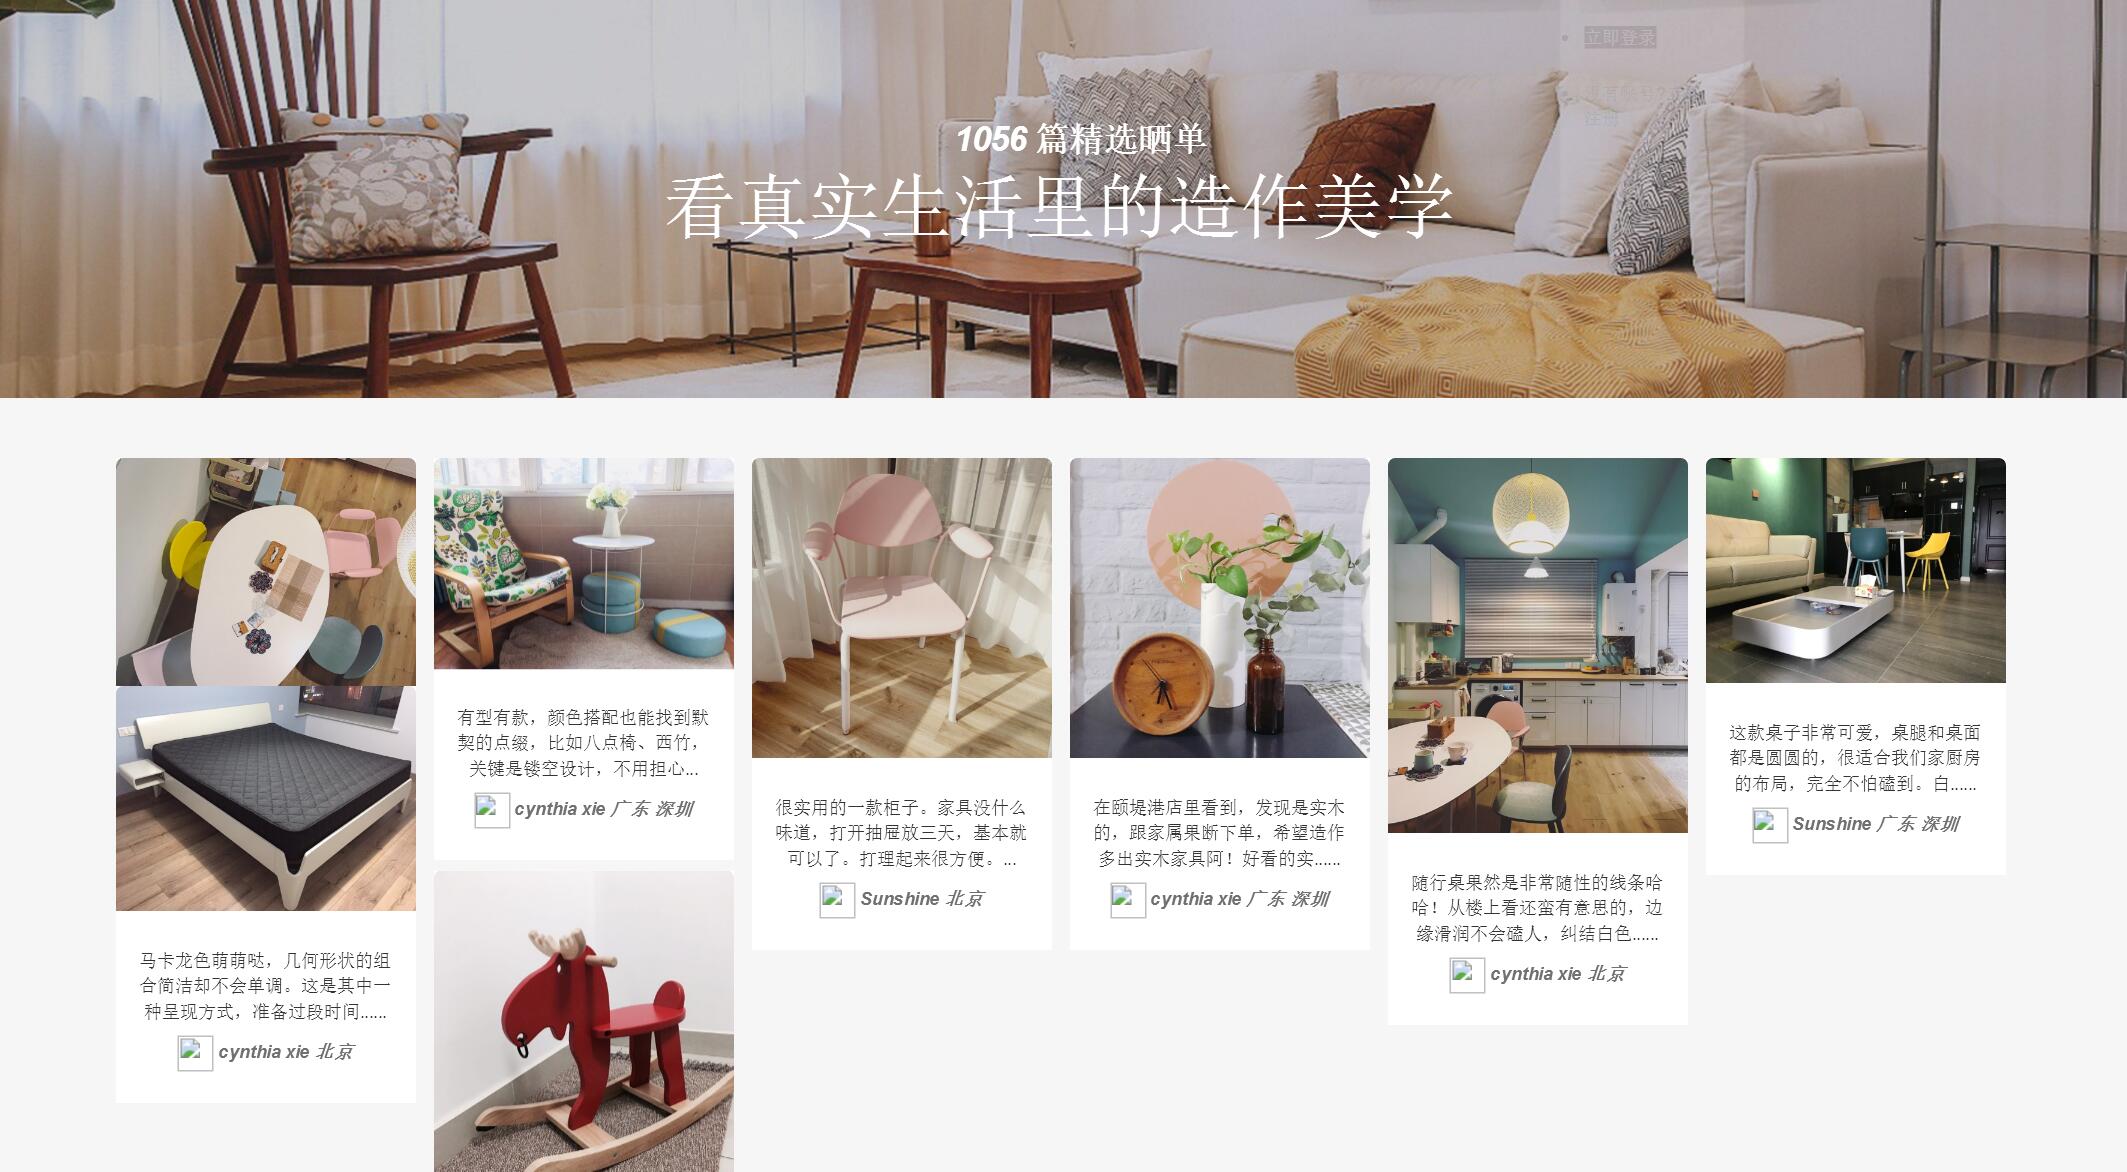 立即登录
没有账号？立即
注册
1056 篇精选晒单
看真实生活里的造作美学
马卡龙色萌萌哒，几何形状的组
合简洁却不会单调。这是其中一
种呈现方式，准备过段时间......
cynthia xie 北京
有型有款，颜色搭配也能找到默
契的点缀，比如八点椅、西竹，
关键是镂空设计，不用担心...
cynthia xie 广东 深圳
很实用的一款柜子。家具没什么
味道，打开抽屉放三天，基本就
可以了。打理起来很方便。...
Sunshine 北京
在颐堤港店里看到，发现是实木
的，跟家属果断下单，希望造作
多出实木家具阿！好看的实......
cynthia xie 广东 深圳
随行桌果然是非常随性的线条哈
哈！从楼上看还蛮有意思的，边
缘滑润不会磕人，纠结白色......
cynthia xie 北京
这款桌子非常可爱，桌腿和桌面
都是圆圆的，很适合我们家厨房
的布局，完全不怕磕到。白......
Sunshine 广东 深圳